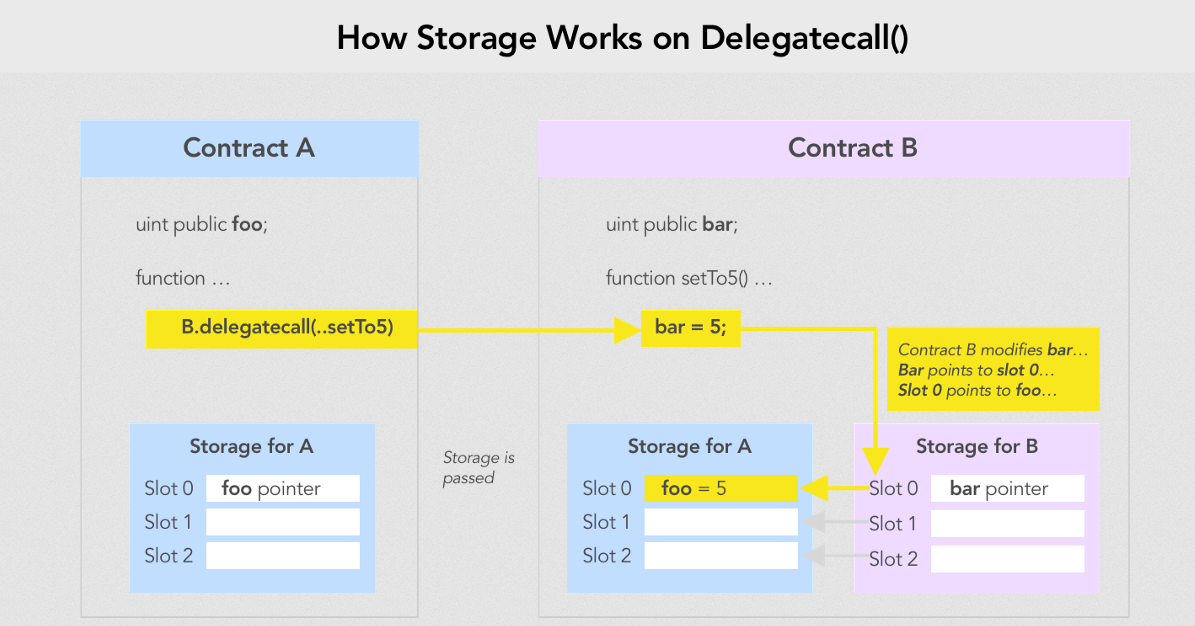 How Storage Works on Delegatecall()
Contract A
uint public foo;
function …
B.delegatecall(..setTo5)
Storage for A
Slot 0 foo pointer
Slot 1
Slot 2
Storage is
passed
Contract B
uint public bar;
function setTo5() …
bar = 5;
Contract B modifies bar…
Bar points to slot 0…
Slot 0 points to foo…
Storage for A
Slot 0 foo = 5
Slot 1
Slot 2
Storage for B
Slot 0 bar pointer
Slot 1
Slot 2